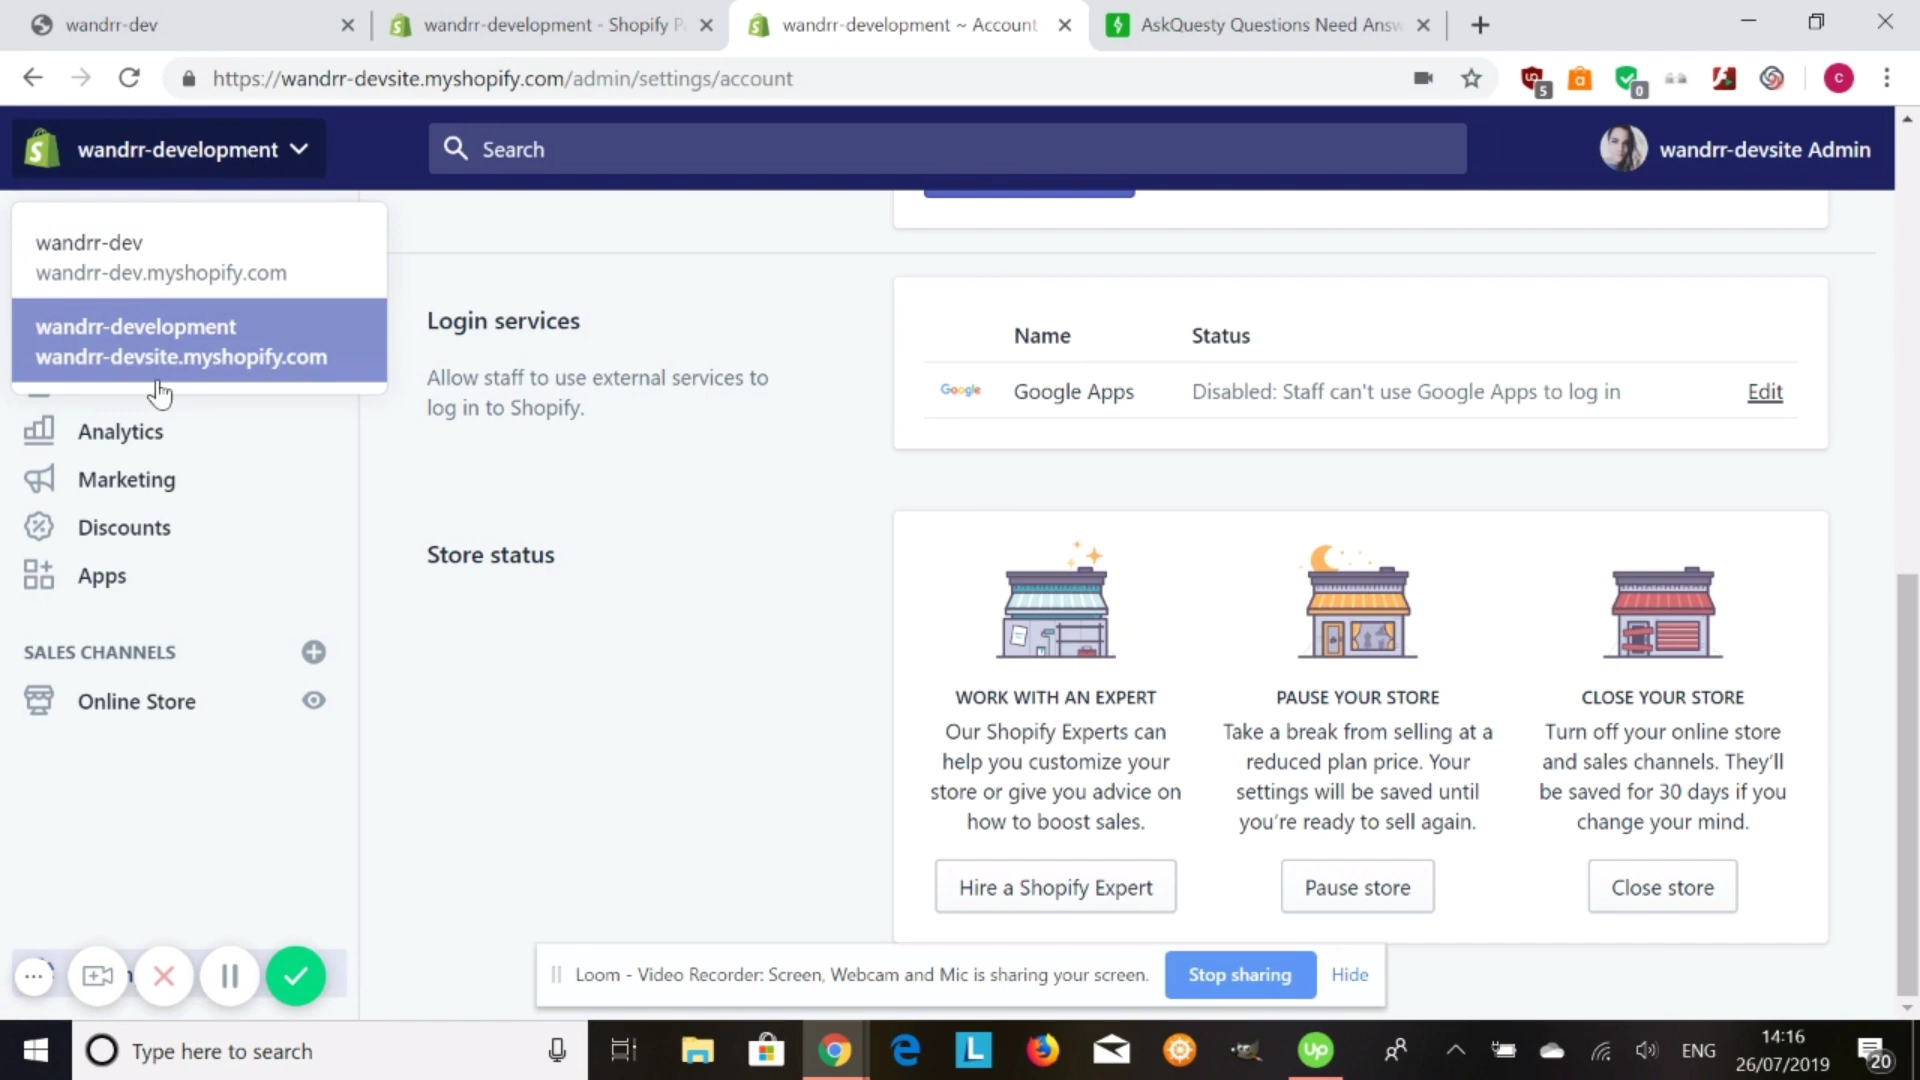 wandrr-dev
wandrr-development - Shopify P
wandrr-development ~ Account
AskQuesty Questions Need Answ
https://wandrr-devsite.myshopify.com/admin/settings/account
5
0
c
wandrr-development
Search
wandrr-devsite Admin
wandrr-dev
wandrr-dev.myshopify.com
wandrr-development
wandrr-devsite.myshopify.com
Analytics
Marketing
Discounts
Apps
SALES CHANNELS
Online Store
Login services
Allow staff to use external services to
log in to Shopify.
Name Status
Google Google Apps Disabled: Staff can't use Google Apps to log in Edit
Store status
WORK WITH AN EXPERT
Our Shopify Experts can
help you customize your
store or give you advice on
how to boost sales.
Hire a Shopify Expert
PAUSE YOUR STORE
Take a break from selling at a
reduced plan price. Your
settings will be saved until
you're ready to sell again.
Pause store
CLOSE YOUR STORE
Turn off your online store
and sales channels. They'll
be saved for 30 days if you
change your mind.
Close store
Loom - Video Recorder: Screen, Webcam and Mic is sharing your screen.
Stop sharing
Hide
Type here to search
L
Up
ENG
14:16
26/07/2019
20